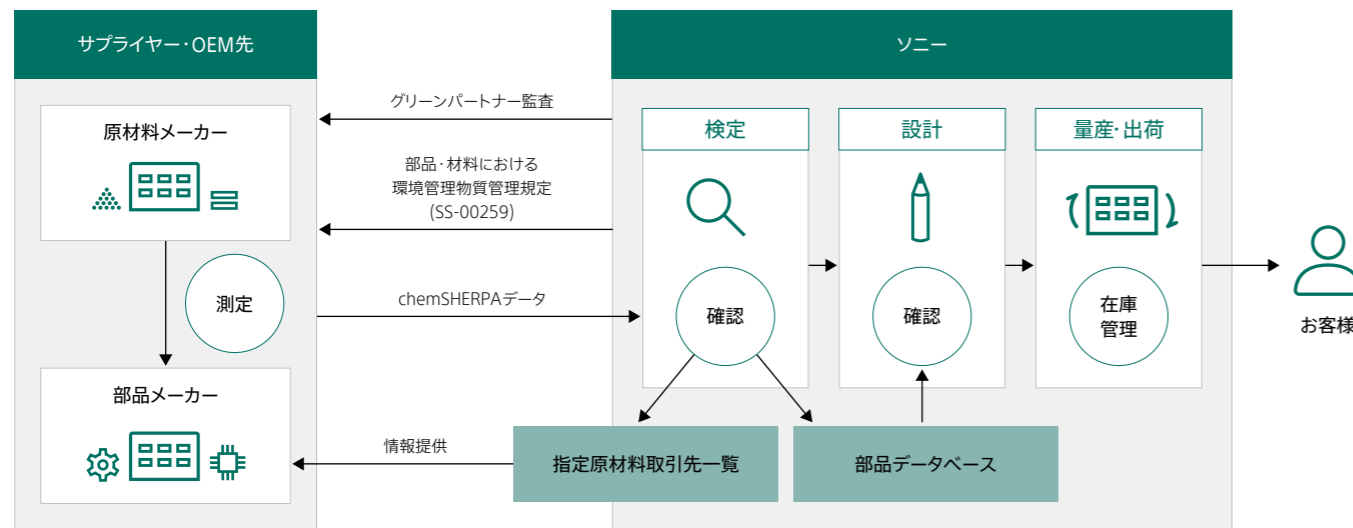 サプライヤー・OEM先
ソニー
原材料メーカー
測定
部品メーカー
グリーンパートナー監査
部品・材料における
環境管理物質管理規定
(SS-00259)
chemSHERPAデータ
情報提供
検定
確認
設計
確認
量産・出荷
在庫
管理
お客様
指定原材料取引先一覧
部品データベース